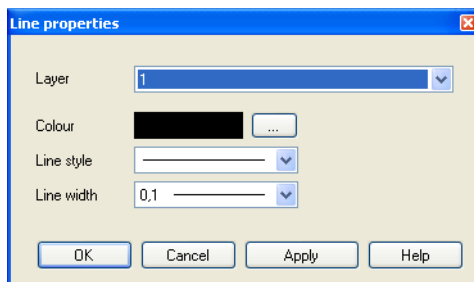 Line properties
Layer 1
Colour ...
Line style
Line width 0,1
OK Cancel Apply Help